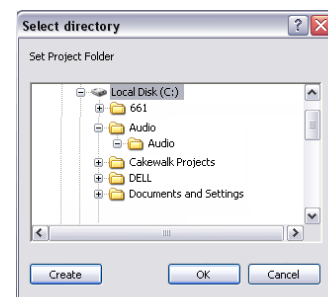 Select directory
Set Project Folder
Local Disk (C:)
661
Audio
Audio
Cakewalk Projects
DELL
Documents and Settings
Create OK Cancel